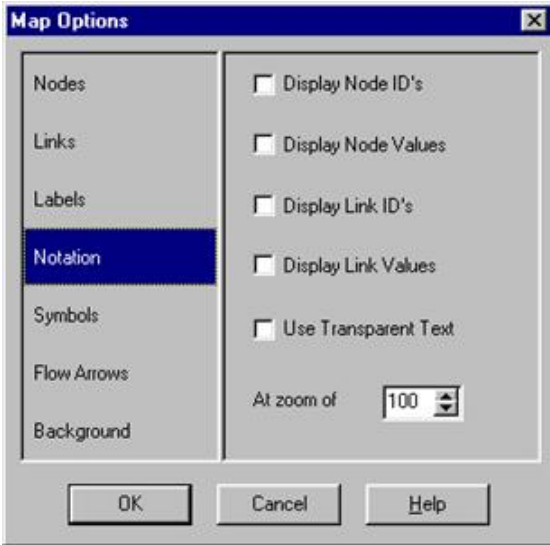 Map Options
Nodes
Links
Labels
Notation
Symbols
Flow Arrows
Background
Display Node ID's
Display Node Values
Display Link ID's
Display Link Values
Use Transparent Text
At zoom of 100
OK Cancel Help